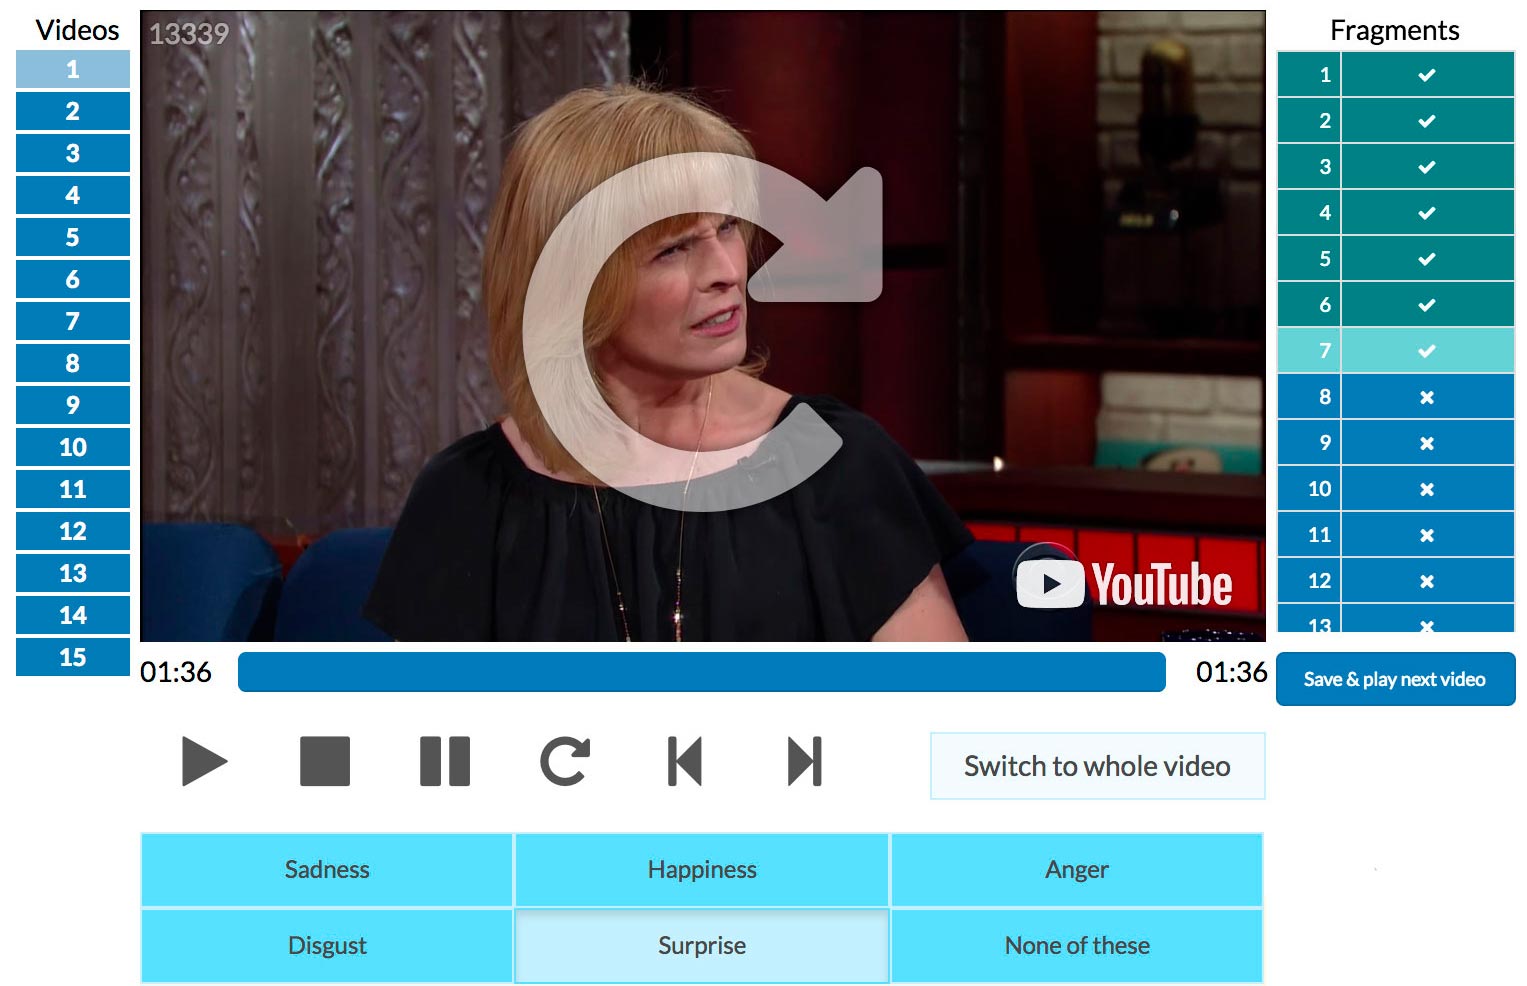 Videos
1
2
3
4
5
6
7
8
9
10
11
12
13
14
15
13339
YouTube
Fragments
1
2
3
4
5
6
7
8
9
10
11
12
13
01:36
01:36
Save & play next video
Switch to whole video
Sadness
Happiness
Anger
Disgust
Surprise
None of these